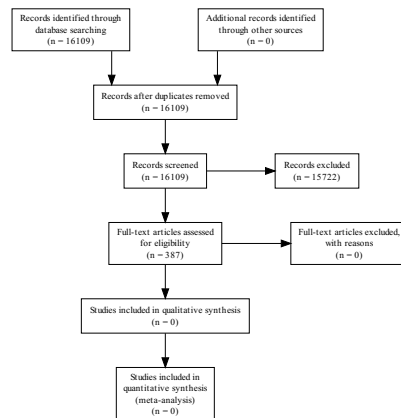 Records identified through
database searching
(n = 16109)
Additional records identified
through other sources
(n = 0)
Records after duplicates removed
(n = 16109)
Records screened
(n = 16109)
Records excluded
(n = 15722)
Full-text articles assessed
for eligibility
(n = 387)
Full-text articles excluded,
with reasons
(n = 0)
Studies included in qualitative synthesis
(n = 0)
Studies included in
quantitative synthesis
(meta-analysis)
(n = 0)